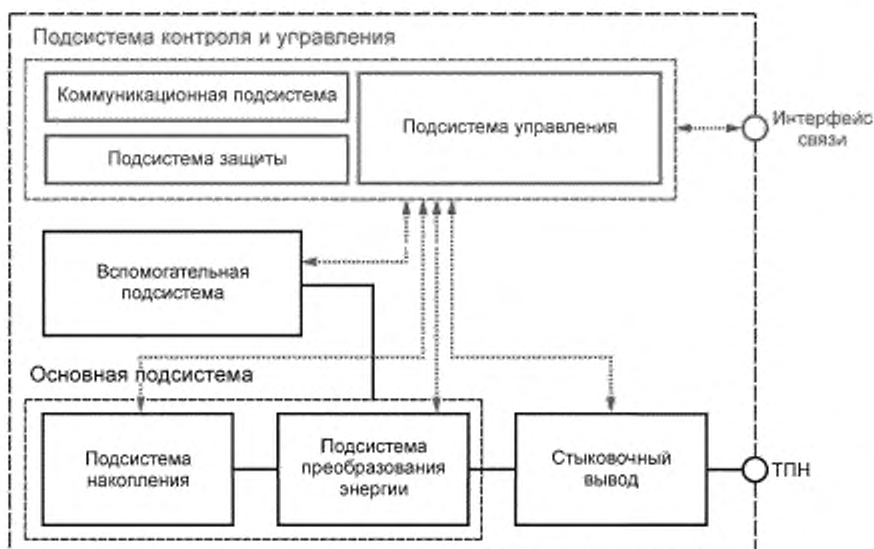 Подсистема контроля и управления
Коммуникационная подсистема
Подсистема управления
Подсистема защиты
Интерфейс
связи
Вспомогательная
подсистема
Основная подсистема
Подсистема
накопления
Подсистема
преобразования
энергии
Стыковочный
вывод
ТПН